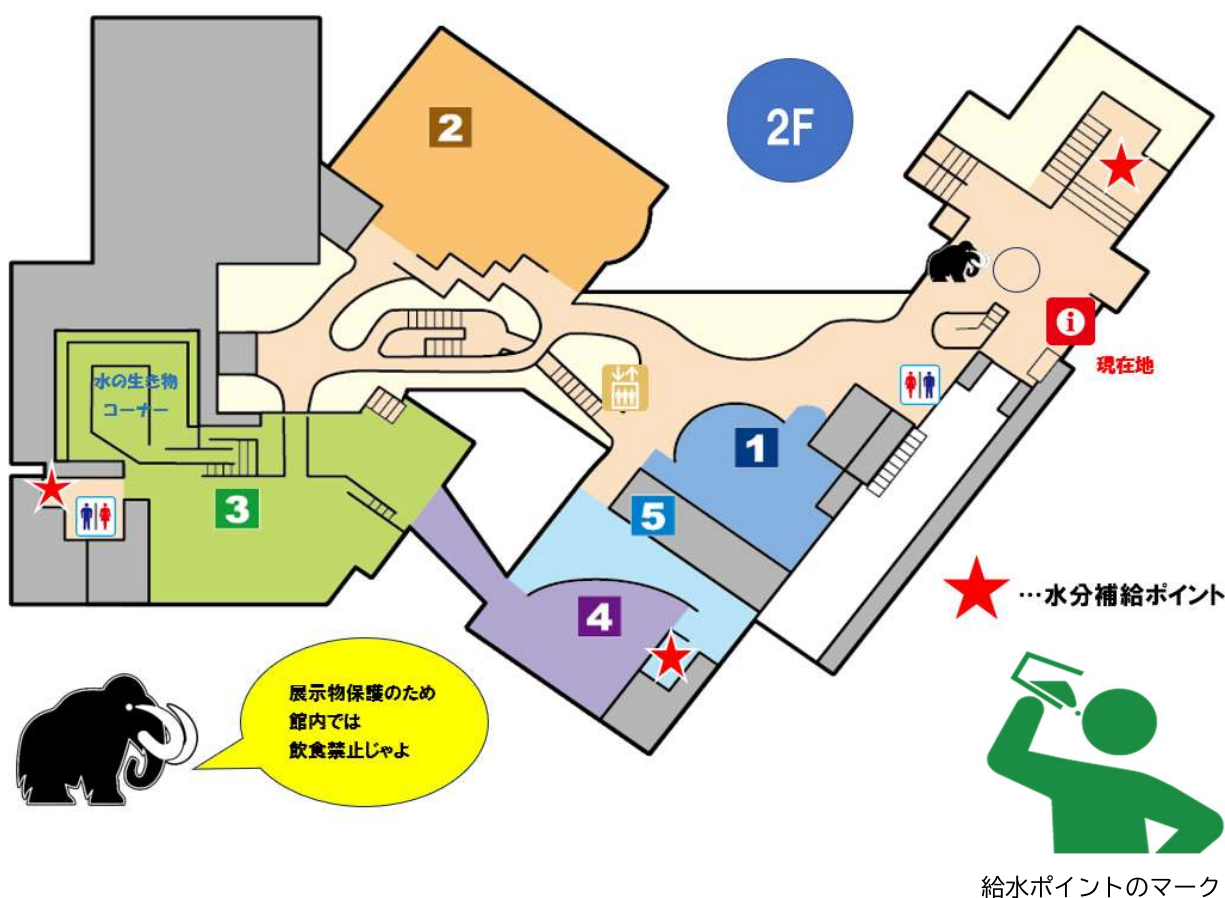 2
2F
i
現在地
水の生き物
コーナー
1
3
5
4
…水分補給ポイント
展示物保護のため
館内では
飲食禁止じゃよ
給水ポイントのマーク